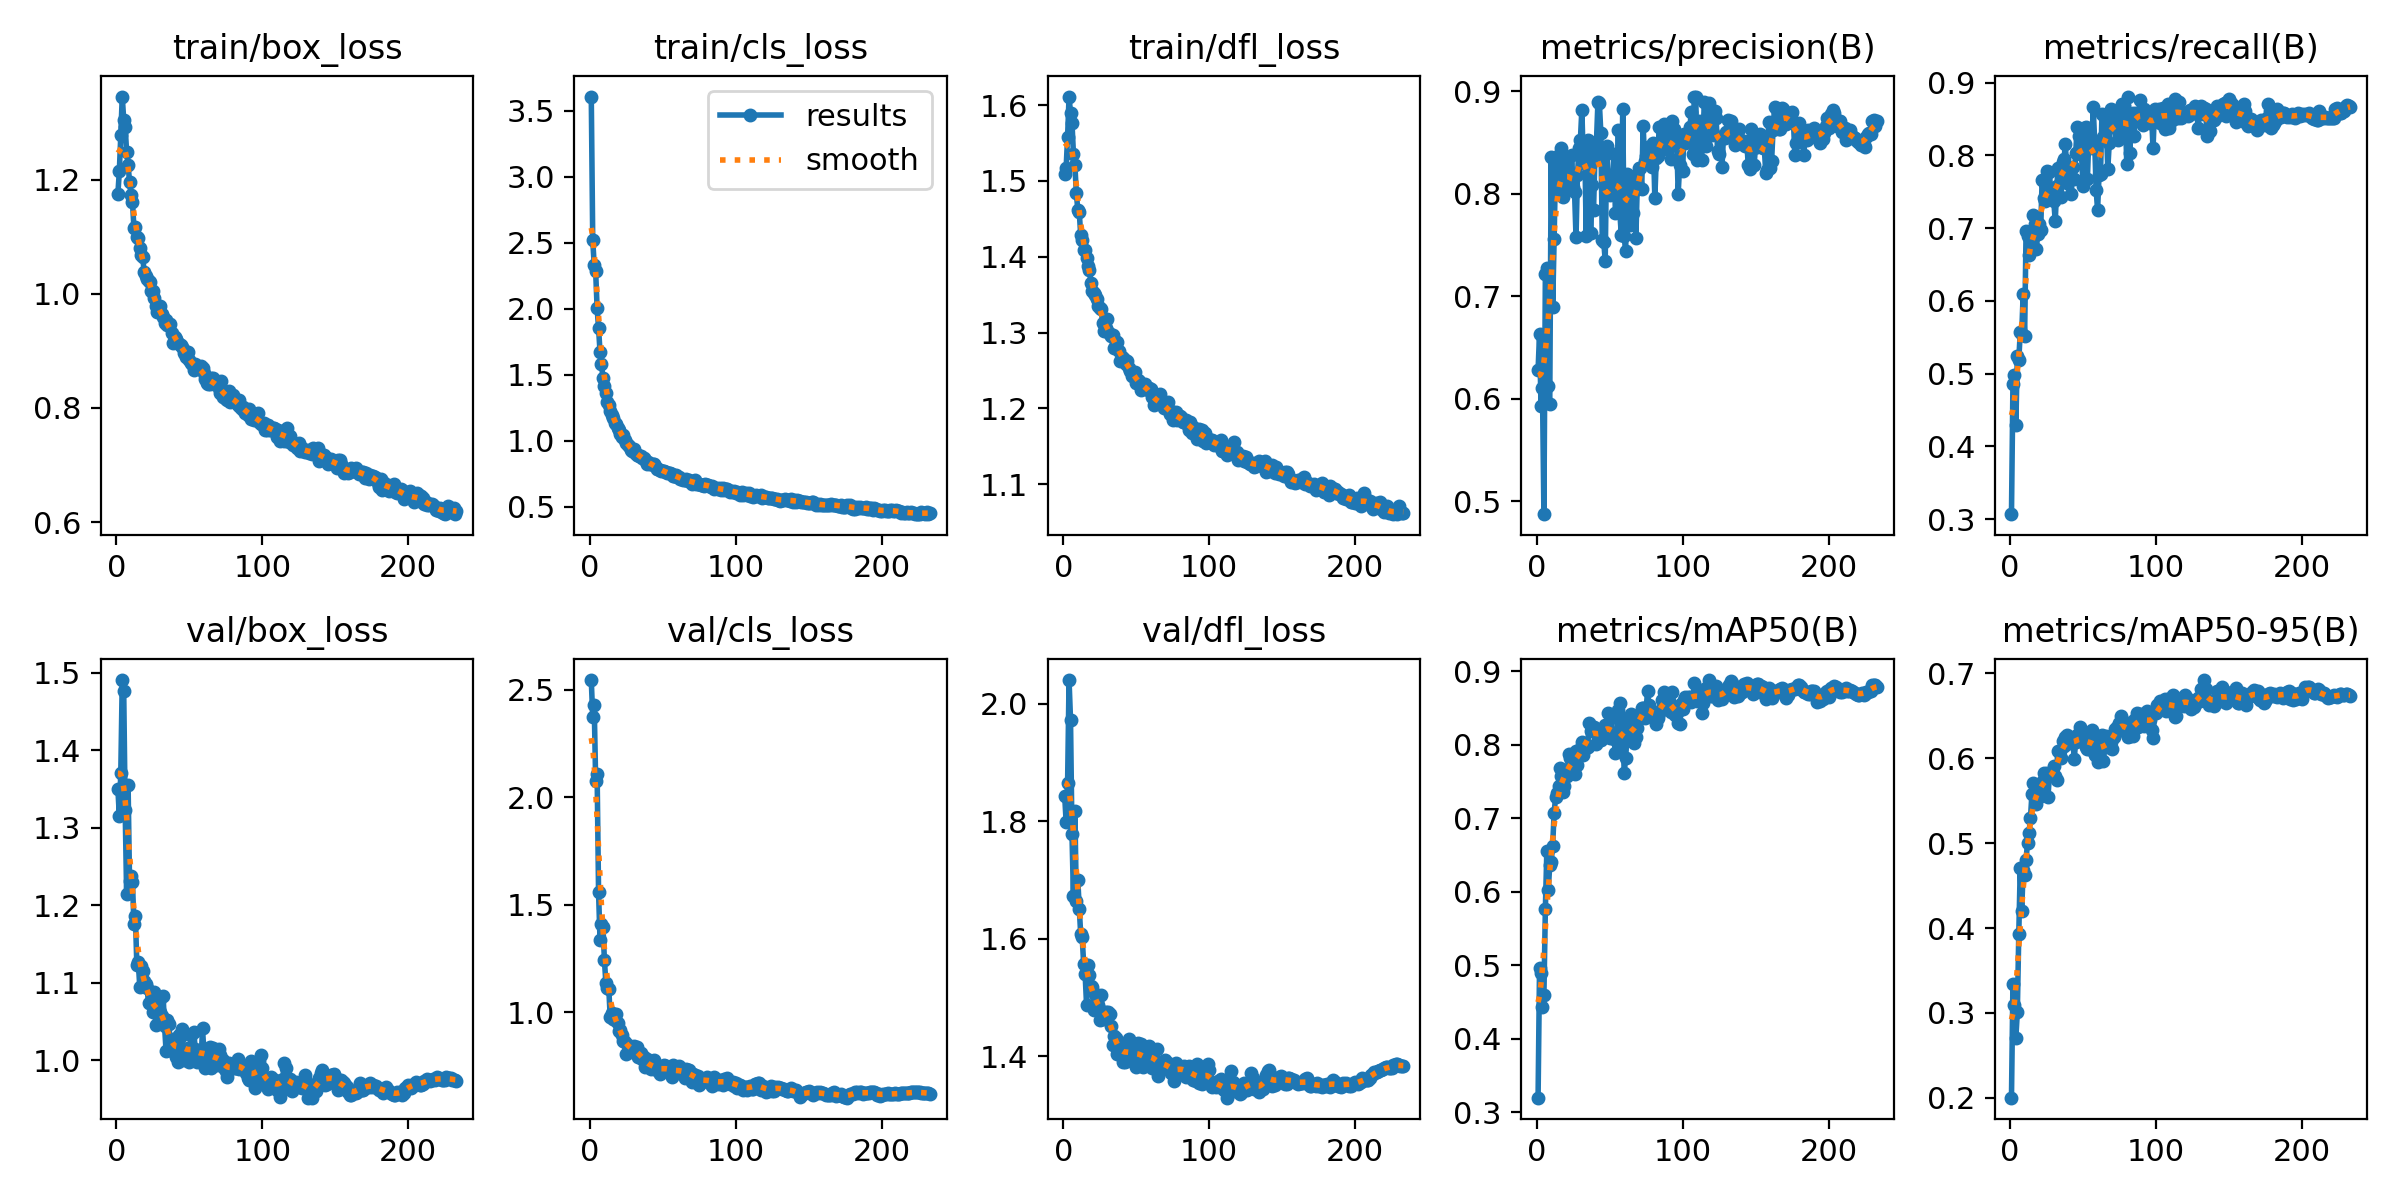 train/box_loss
1.2
1.0
0.8
0.6
0 100 200
train/cls_loss
results
smooth
3.5
3.0
2.5
2.0
1.5
1.0
0.5
0 100 200
train/dfl_loss
1.6
1.5
1.4
1.3
1.2
1.1
0 100 200
metrics/precision(B)
0.9
0.8
0.7
0.6
0.5
0 100 200
metrics/recall(B)
0.9
0.8
0.7
0.6
0.5
0.4
0.3
0 100 200
val/box_loss
1.5
1.4
1.3
1.2
1.1
1.0
0 100 200
val/cls_loss
2.5
2.0
1.5
1.0
0 100 200
val/dfl_loss
2.0
1.8
1.6
1.4
0 100 200
metrics/mAP50(B)
0.9
0.8
0.7
0.6
0.5
0.4
0.3
0 100 200
metrics/mAP50-95(B)
0.7
0.6
0.5
0.4
0.3
0.2
0 100 200